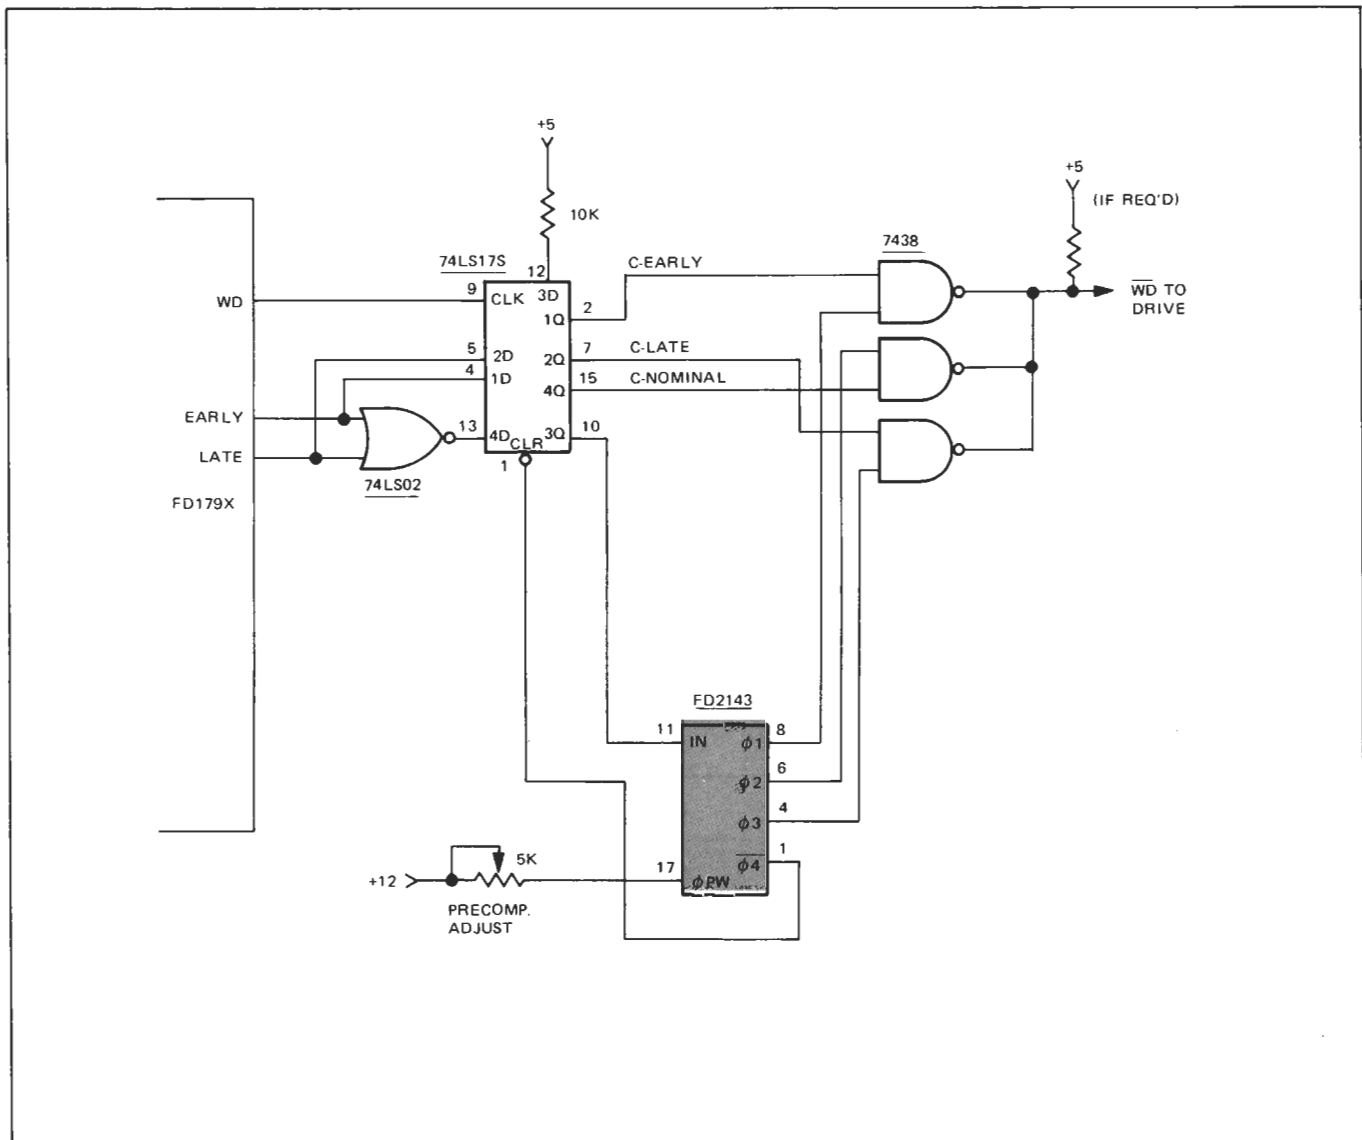 +5
+5
(IF REQ'D)
10K
7438
74LS17S
C-EARLY
12
9 CLK 3D
WD
1Q 2
WD TO
DRIVE
5 2D
2Q 7
C-LATE
4 1D
4Q 15
C-NOMINAL
EARLY
13 4D
3Q 10
CLR
1
LATE
74LS02
FD179X
FD2143
11 IN φ1 8
φ2 6
φ3 4
φ4 1
5K
+12
17 φPW
PRECOMP.
ADJUST